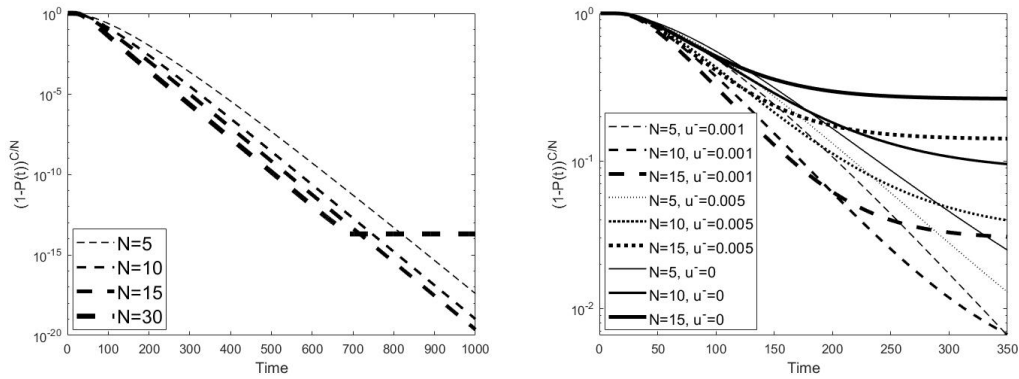 (1-P(t))^C/N
10^0
10^-5
10^-10
10^-15
10^-20
N=5
N=10
N=15
N=30
0 100 200 300 400 500 600 700 800 900 1000
Time
(1-P(t))^C/N
10^0
10^-1
10^-2
N=5, u^-=0.001
N=10, u^-=0.001
N=15, u^-=0.001
N=5, u^-=0.005
N=10, u^-=0.005
N=15, u^-=0.005
N=5, u^-=0
N=10, u^-=0
N=15, u^-=0
0 50 100 150 200 250 300 350
Time